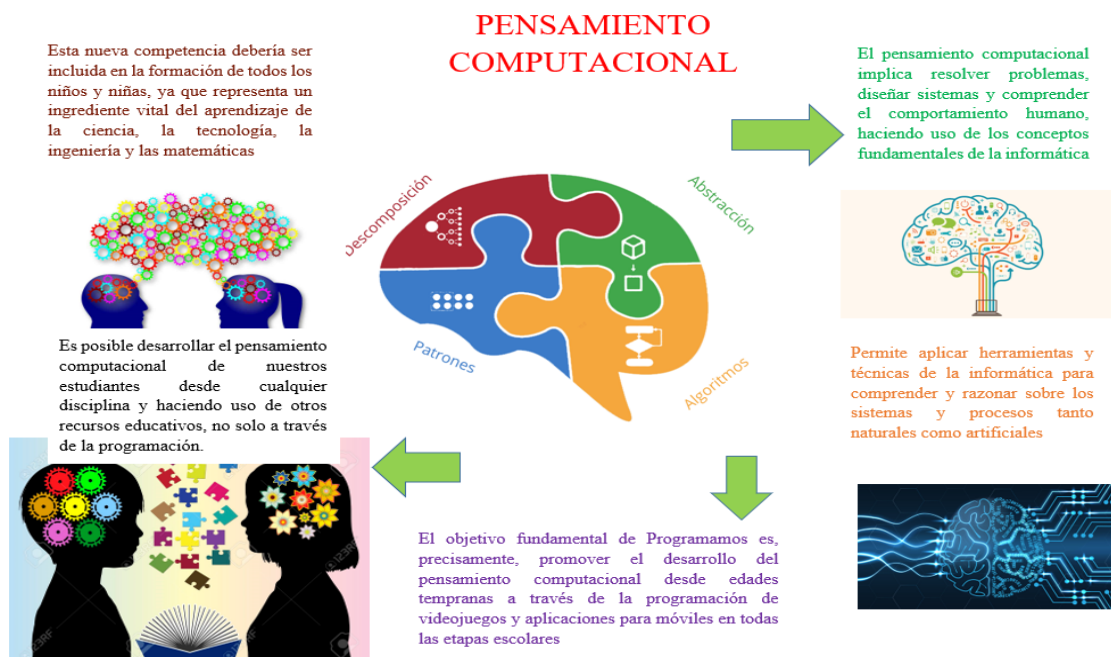 PENSAMIENTO
COMPUTACIONAL
Esta nueva competencia debería ser
incluida en la formación de todos los
niños y niñas, ya que representa un
ingrediente vital del aprendizaje de
la ciencia, la tecnología, la
ingeniería y las matemáticas
El pensamiento computacional
implica resolver problemas,
diseñar sistemas y comprender
el comportamiento humano,
haciendo uso de los conceptos
fundamentales de la informática
Descomposición
Abstracción
Patrones
Algoritmos
Es posible desarrollar el pensamiento
computacional de nuestros
estudiantes desde cualquier
disciplina y haciendo uso de otros
recursos educativos, no solo a través
de la programación.
Permite aplicar herramientas y
técnicas de la informática para
comprender y razonar sobre los
sistemas y procesos tanto
naturales como artificiales
El objetivo fundamental de Programamos es,
precisamente, promover el desarrollo del
pensamiento computacional desde edades
tempranas a través de la programación de
videojuegos y aplicaciones para móviles en todas
las etapas escolares